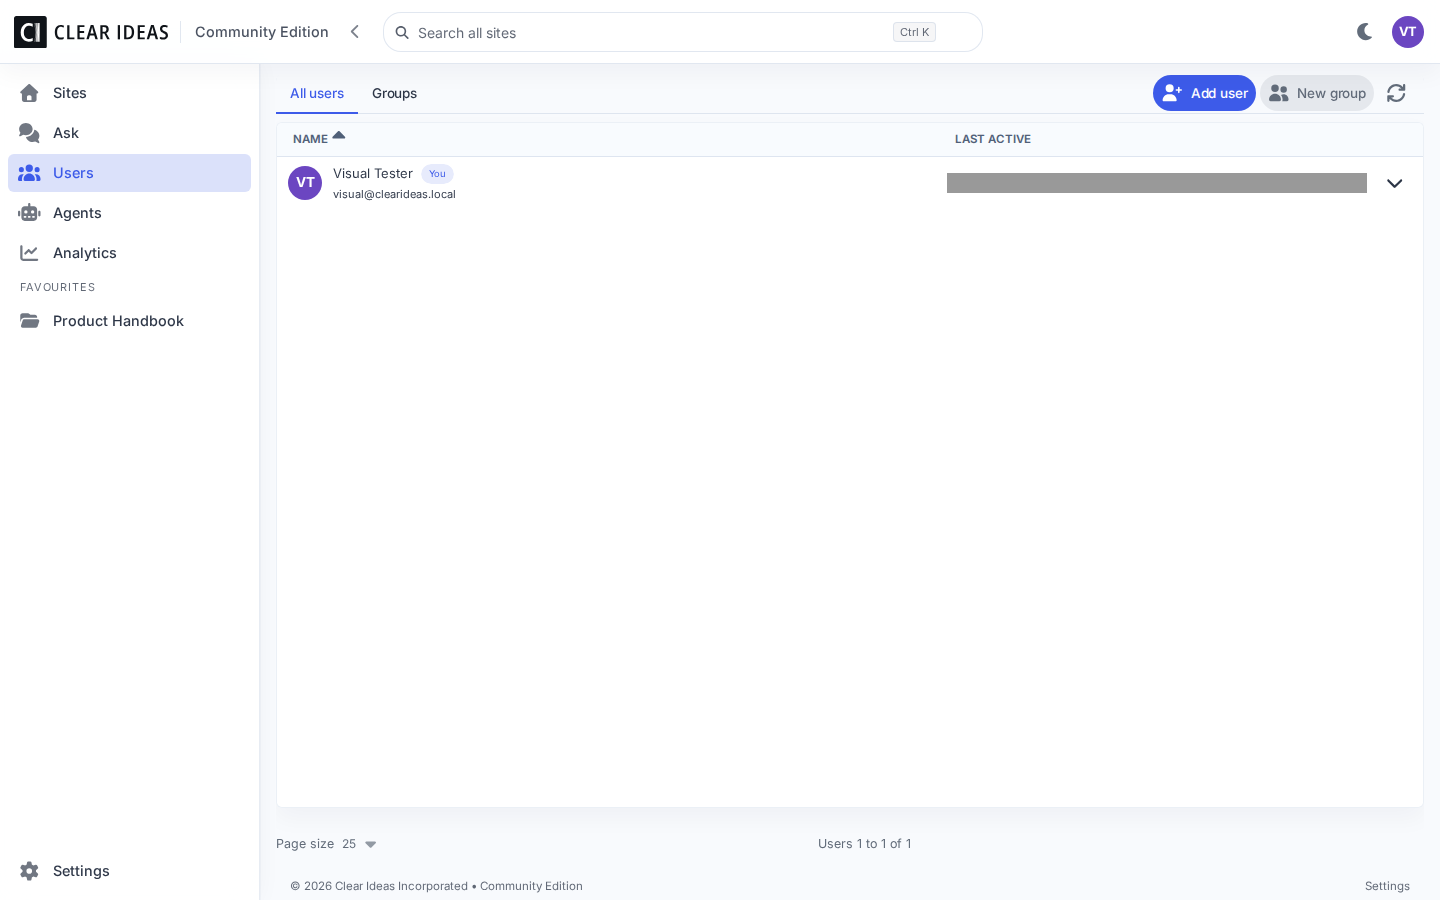 CI CLEAR IDEAS
Community Edition
Search all sites
Ctrl K
VT
Sites
Ask
Users
Agents
Analytics
FAVOURITES
Product Handbook
Settings
All users
Groups
Add user
New group
NAME
LAST ACTIVE
VT
Visual Tester
You
visual@clearideas.local
Page size 25
Users 1 to 1 of 1
© 2026 Clear Ideas Incorporated • Community Edition
Settings